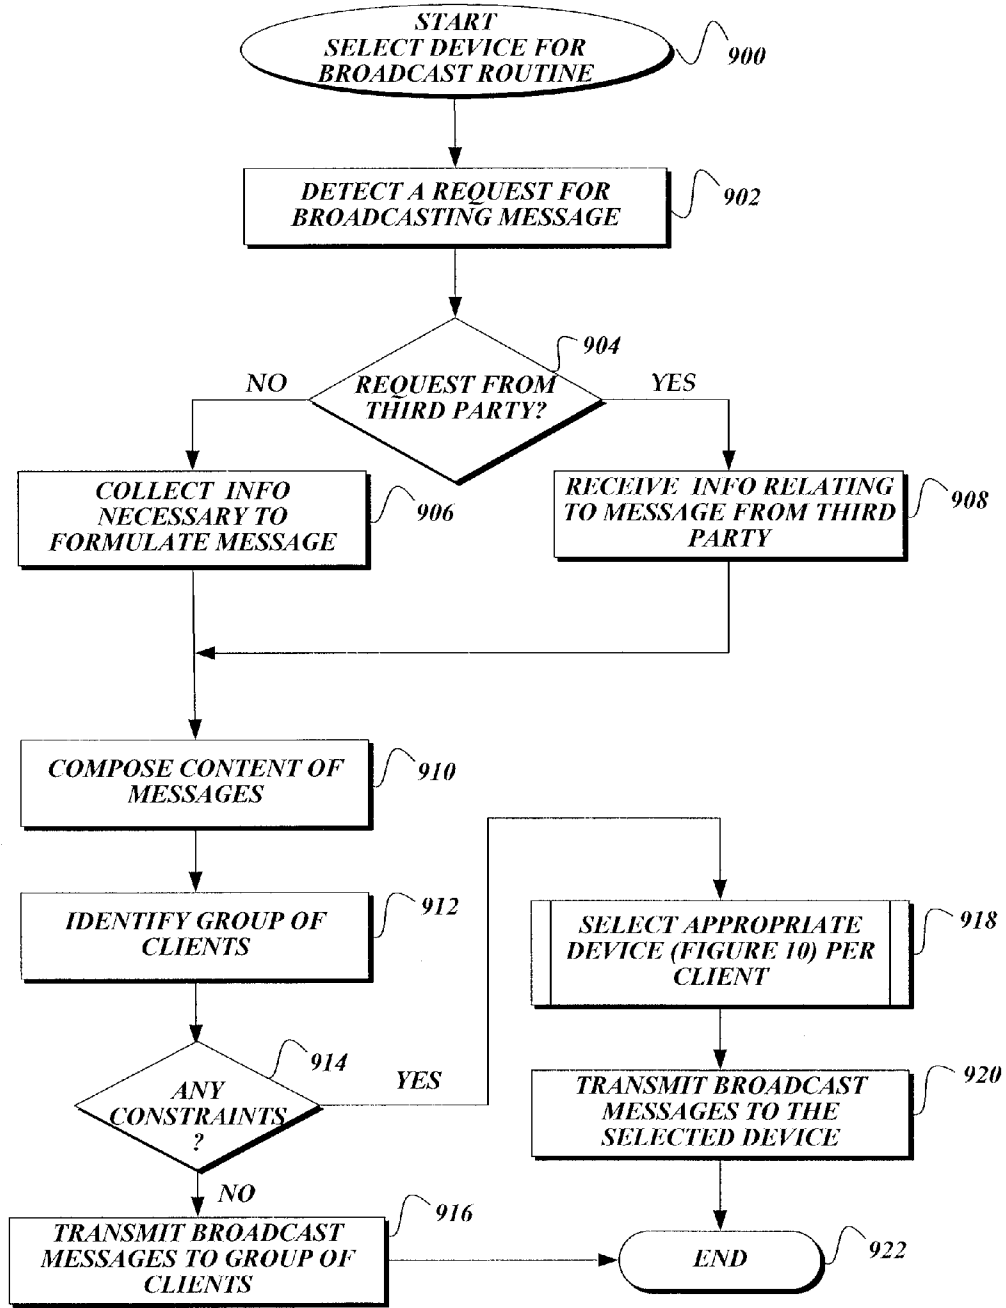 START
SELECT DEVICE FOR
BROADCAST ROUTINE
900
DETECT A REQUEST FOR
BROADCASTING MESSAGE
902
904
REQUEST FROM
THIRD PARTY?
NO
YES
COLLECT INFO
NECESSARY TO
FORMULATE MESSAGE
906
RECEIVE INFO RELATING
TO MESSAGE FROM THIRD
PARTY
908
COMPOSE CONTENT OF
MESSAGES
910
IDENTIFY GROUP OF
CLIENTS
912
SELECT APPROPRIATE
DEVICE (FIGURE 10) PER
CLIENT
918
914
ANY
CONSTRAINTS
?
YES
NO
TRANSMIT BROADCAST
MESSAGES TO THE
SELECTED DEVICE
920
TRANSMIT BROADCAST
MESSAGES TO GROUP OF
CLIENTS
916
END
922